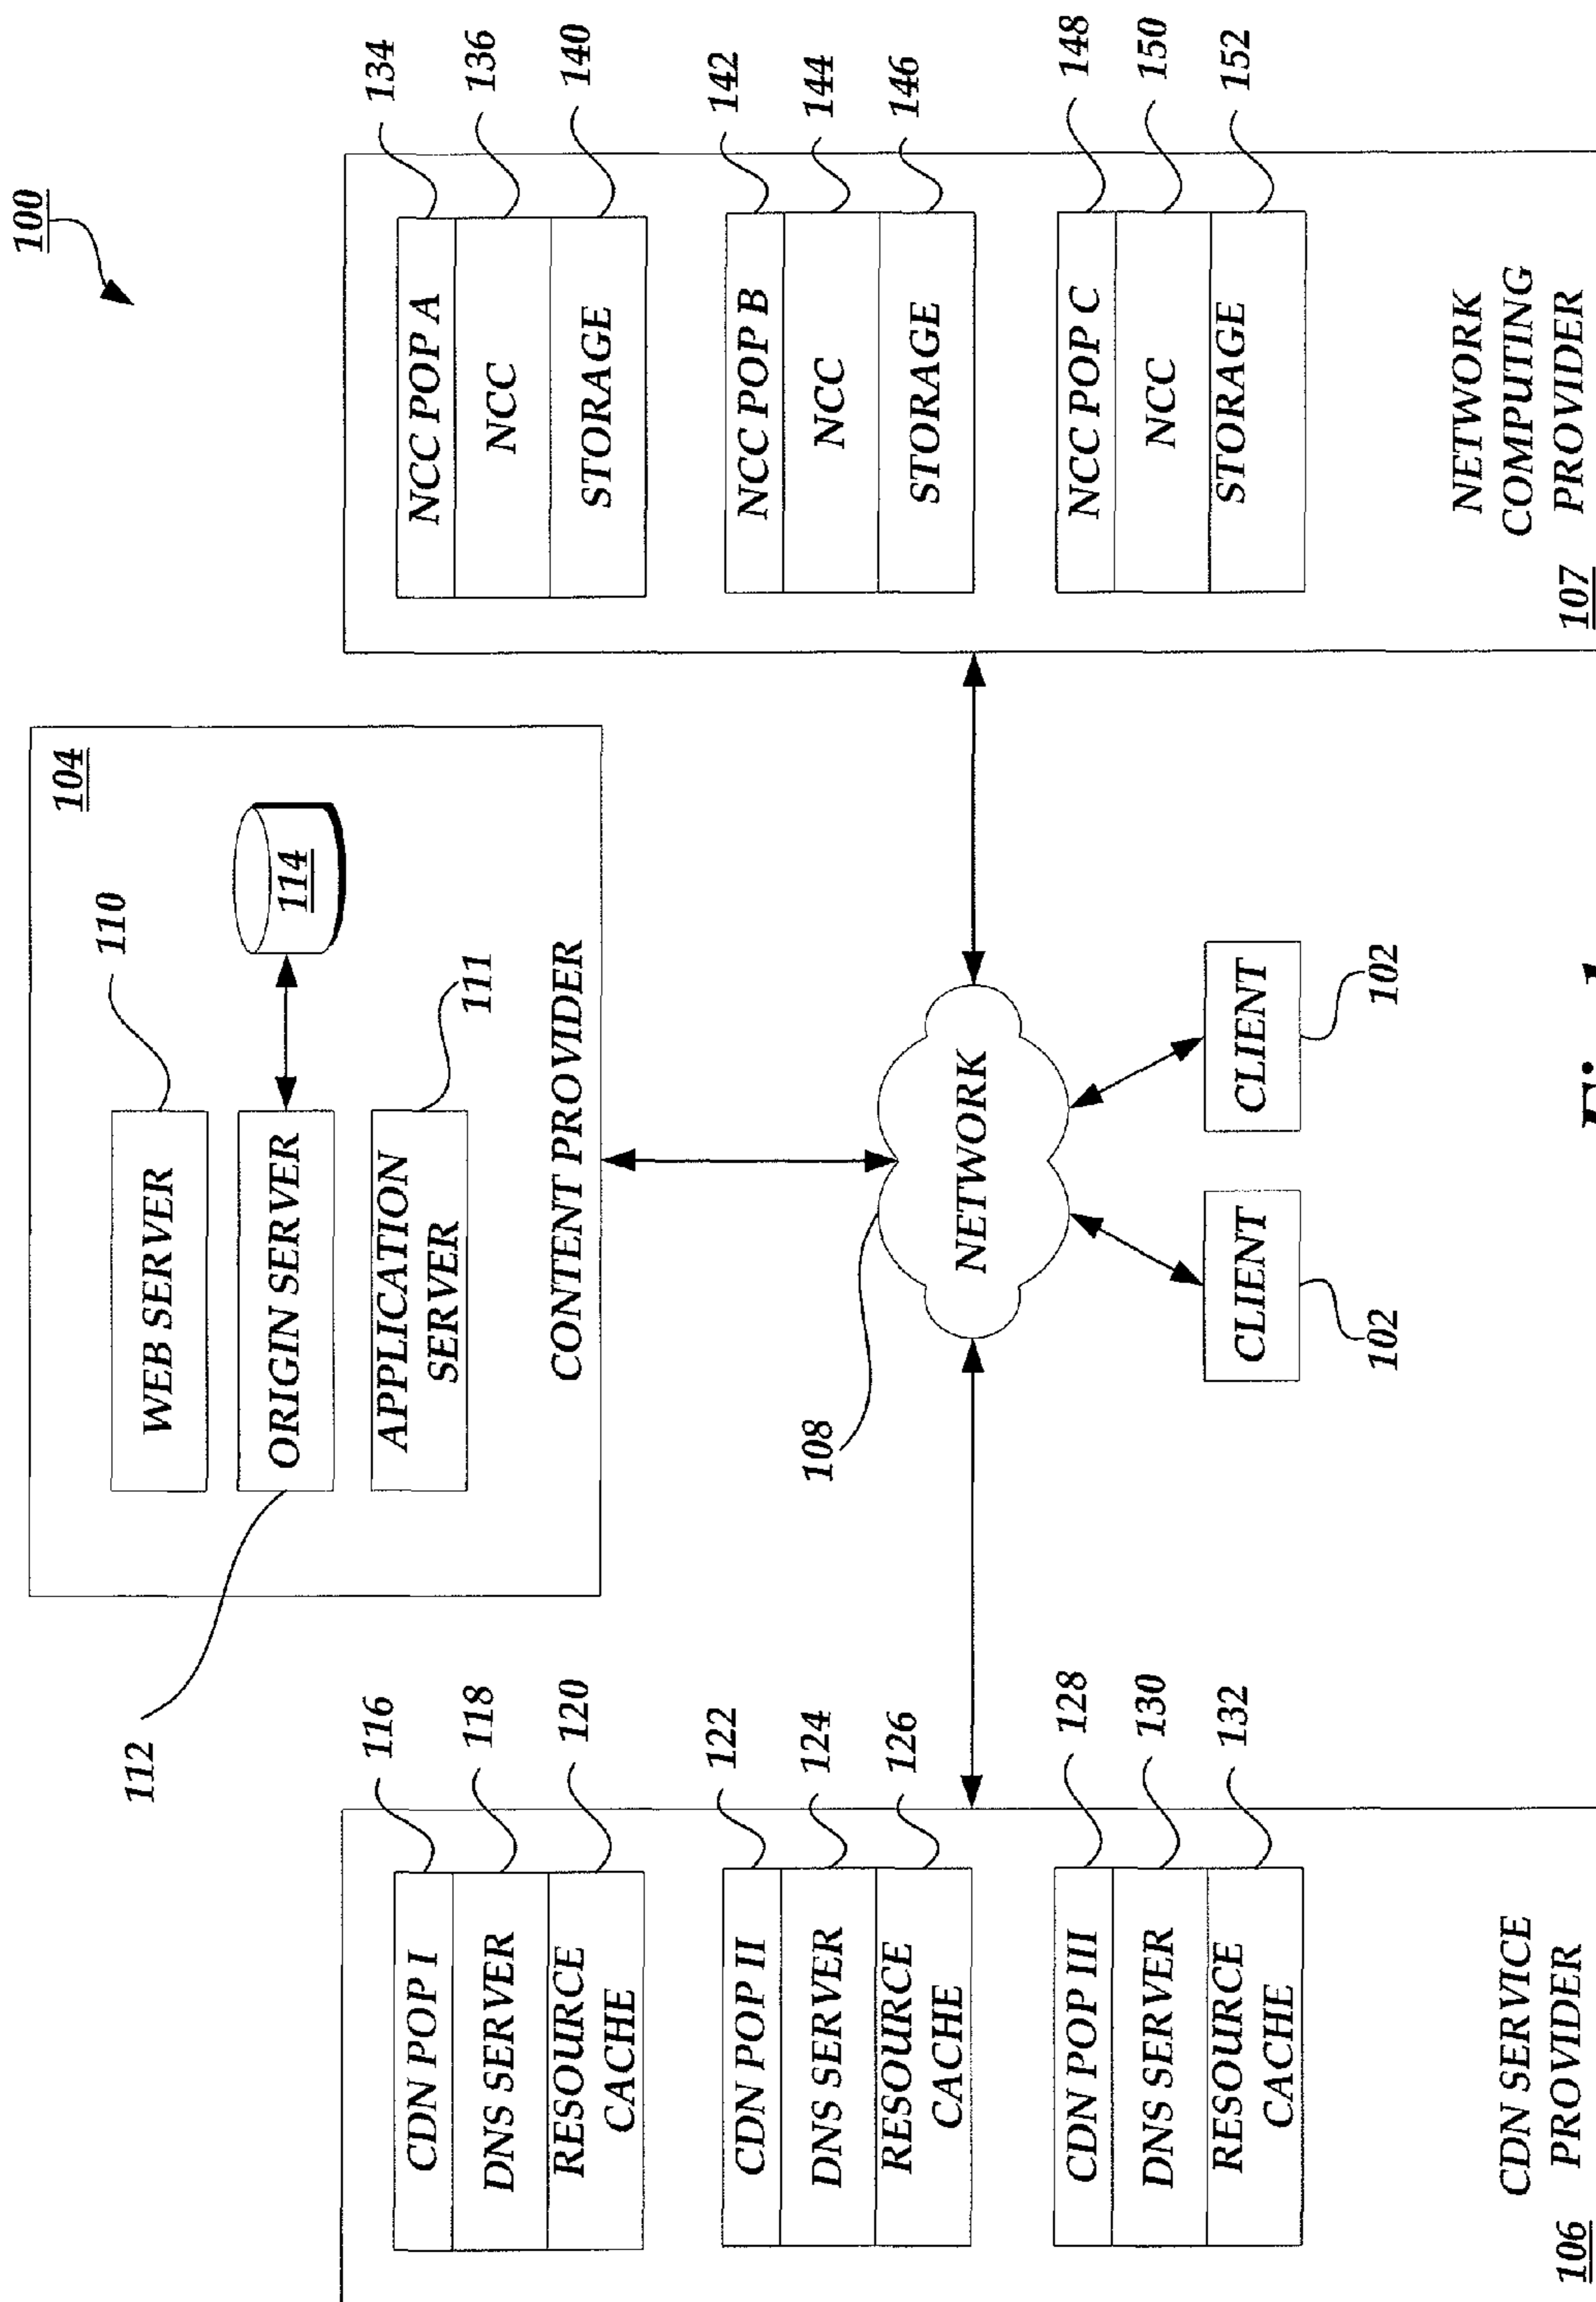 100
104
WEB SERVER
110
ORIGIN SERVER
114
112
APPLICATION
SERVER
111
CONTENT PROVIDER
CDN POP I
116
DNS SERVER
118
RESOURCE
CACHE
120
CDN POP II
122
DNS SERVER
124
RESOURCE
CACHE
126
CDN POP III
128
DNS SERVER
130
RESOURCE
CACHE
132
CDN SERVICE
PROVIDER
106
108
NETWORK
CLIENT
102
CLIENT
102
NCC POP A
134
NCC
136
STORAGE
140
NCC POP B
142
NCC
144
STORAGE
146
NCC POP C
148
NCC
150
STORAGE
152
NETWORK
COMPUTING
PROVIDER
107